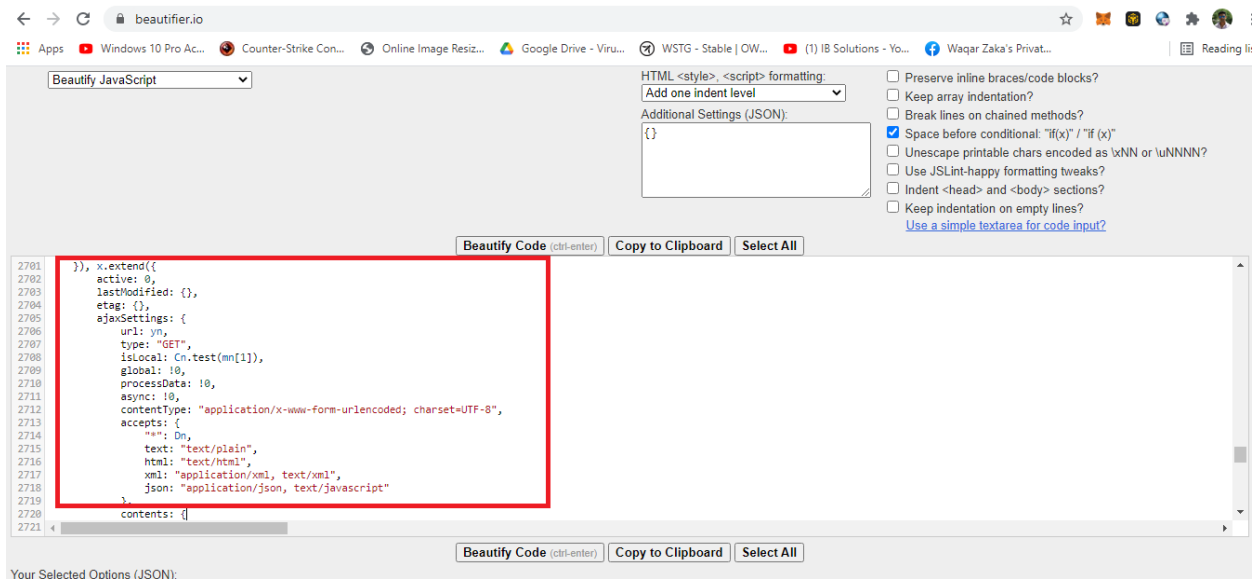 beautifier.io
Apps Windows 10 Pro Ac... Counter-Strike Con... Online Image Resiz... Google Drive - Viru... WSTG - Stable | OW... (1) IB Solutions - Yo... Waqar Zaka's Privat... Reading lis
Beautify JavaScript
HTML <style>, <script> formatting:
Add one indent level
Additional Settings (JSON):
{}
Preserve inline braces/code blocks?
Keep array indentation?
Break lines on chained methods?
Space before conditional: "if(x)" / "if (x)"
Unescape printable chars encoded as \xNN or \uNNNN?
Use JSLint-happy formatting tweaks?
Indent <head> and <body> sections?
Keep indentation on empty lines?
Use a simple textarea for code input?
Beautify Code (ctrl-enter) Copy to Clipboard Select All
2701 }), x.extend({
2702 active: 0,
2703 lastModified: {},
2704 etag: {},
2705 ajaxSettings: {
2706 url: yn,
2707 type: "GET",
2708 isLocal: Cn.test(mn[1]),
2709 global: !0,
2710 processData: !0,
2711 async: !0,
2712 contentType: "application/x-www-form-urlencoded; charset=UTF-8",
2713 accepts: {
2714 "*": Dn,
2715 text: "text/plain",
2716 html: "text/html",
2717 xml: "application/xml, text/xml",
2718 json: "application/json, text/javascript"
2719 },
2720 contents: {
2721
Beautify Code (ctrl-enter) Copy to Clipboard Select All
Your Selected Options (JSON):